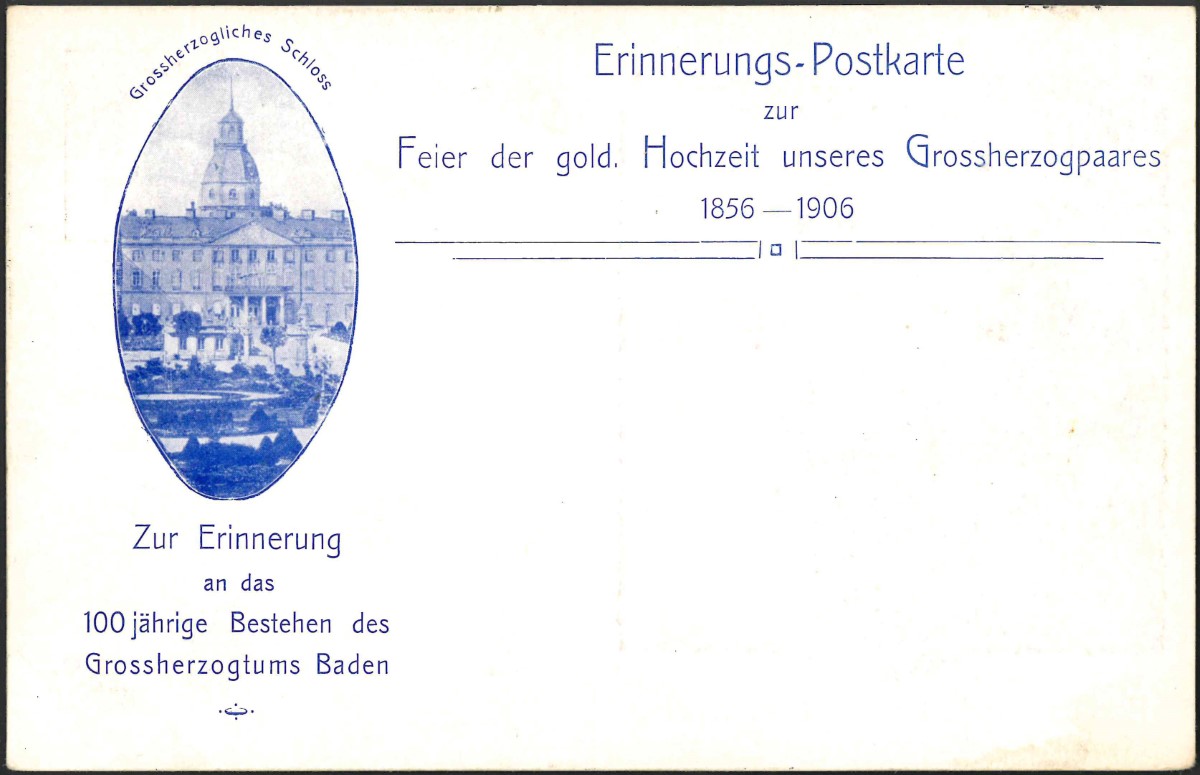 Grossherzogliches Schloss
Erinnerungs-Postkarte
zur
Feier der gold. Hochzeit unseres Grossherzogpaares
1856 — 1906
Zur Erinnerung
an das
100 jährige Bestehen des
Grossherzogtums Baden